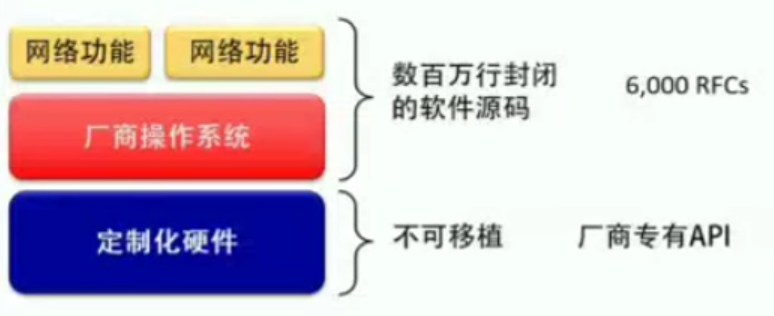 网络功能 网络功能
数百万行封闭
的软件源码
6,000 RFCs
厂商操作系统
定制化硬件
不可移植
厂商专有API